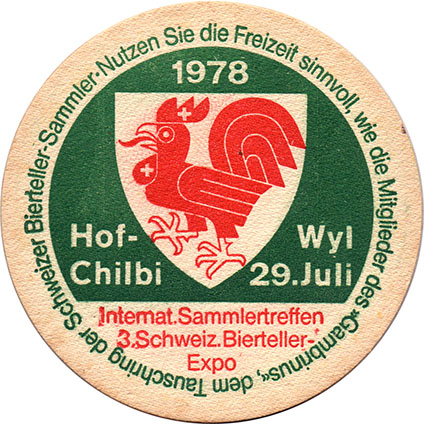 Nutzen Sie die Freizeit sinnvoll, wie die Mitglieder des «Gambrinus», dem Tauschring der Schweizer Bierteller-Sammler·
1978
Hof-
Chilbi
Wyl
29.Juli
Internat.Sammlertreffen
3.Schweiz.Bierteller-
Expo